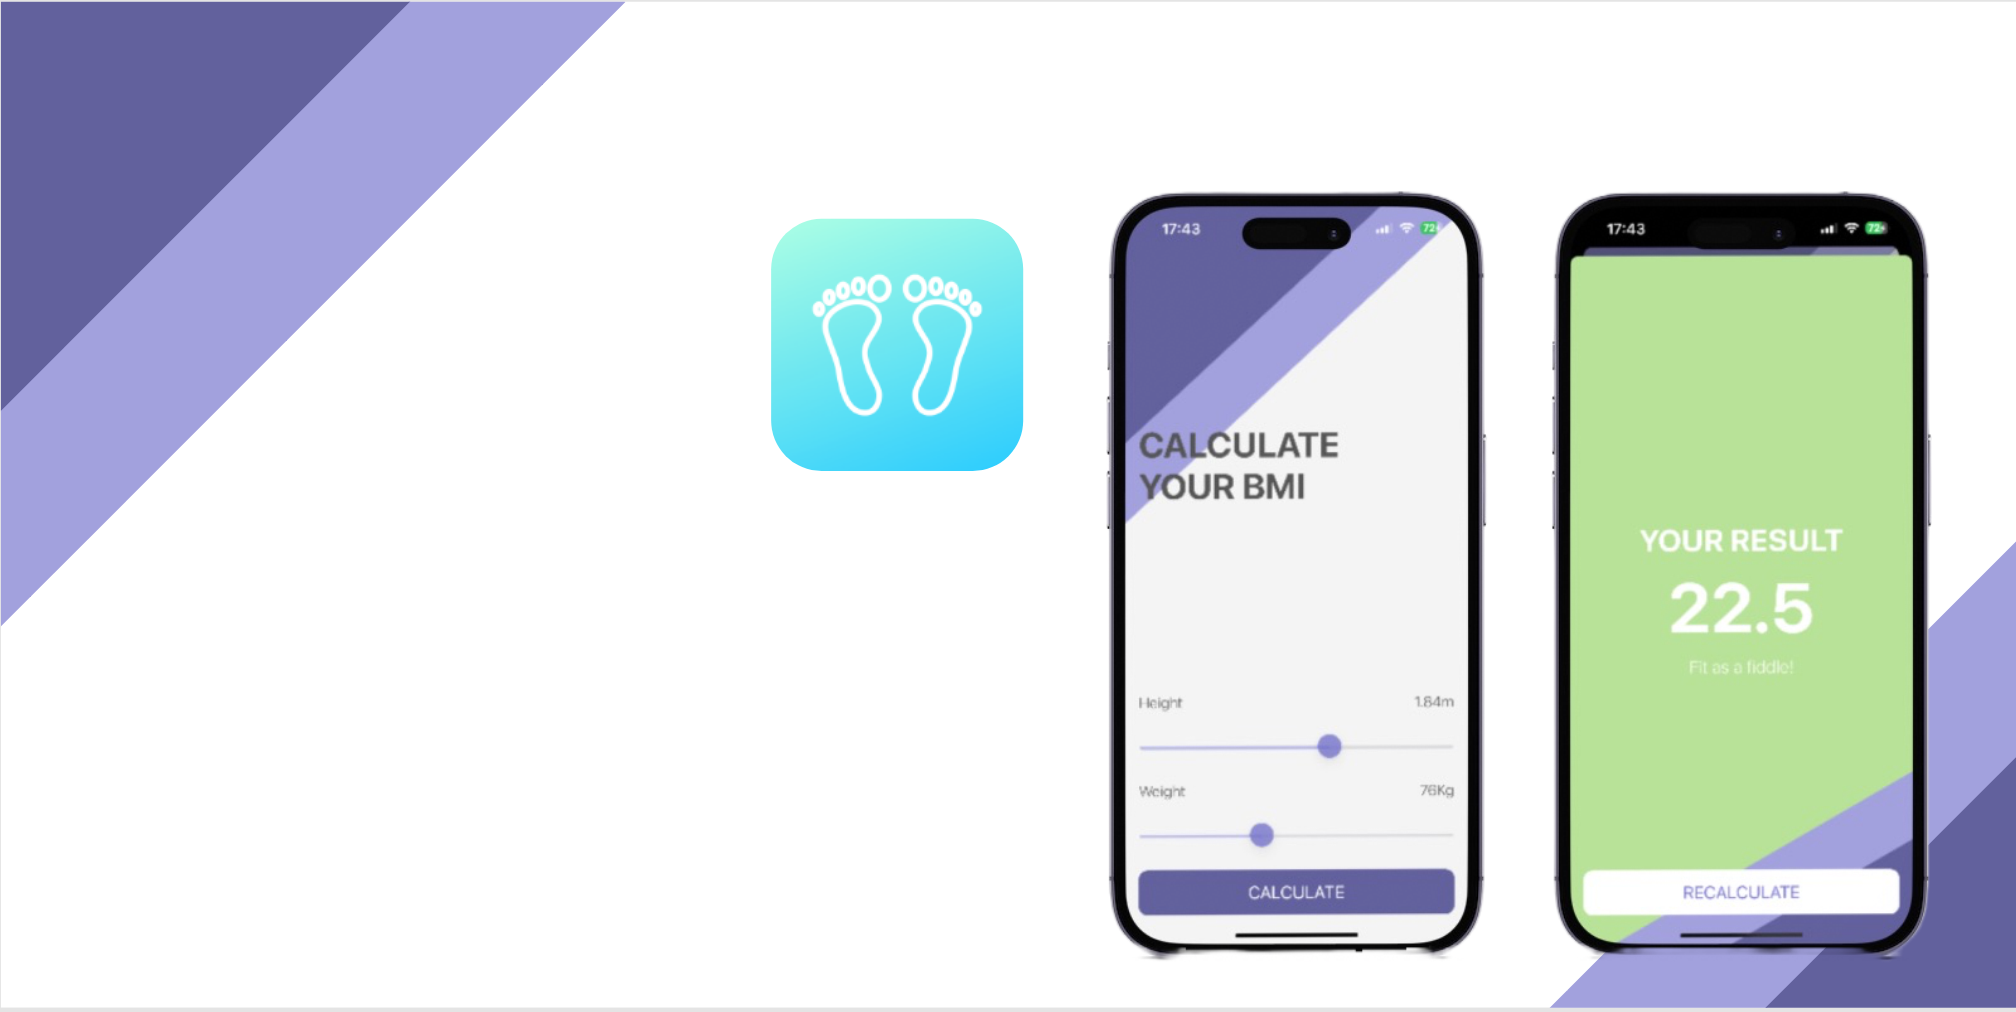 17:43
72
CALCULATE
YOUR BMI
Height 1.84m
Weight 76Kg
CALCULATE
17:43
72
YOUR RESULT
22.5
Fit as a fiddle!
RECALCULATE